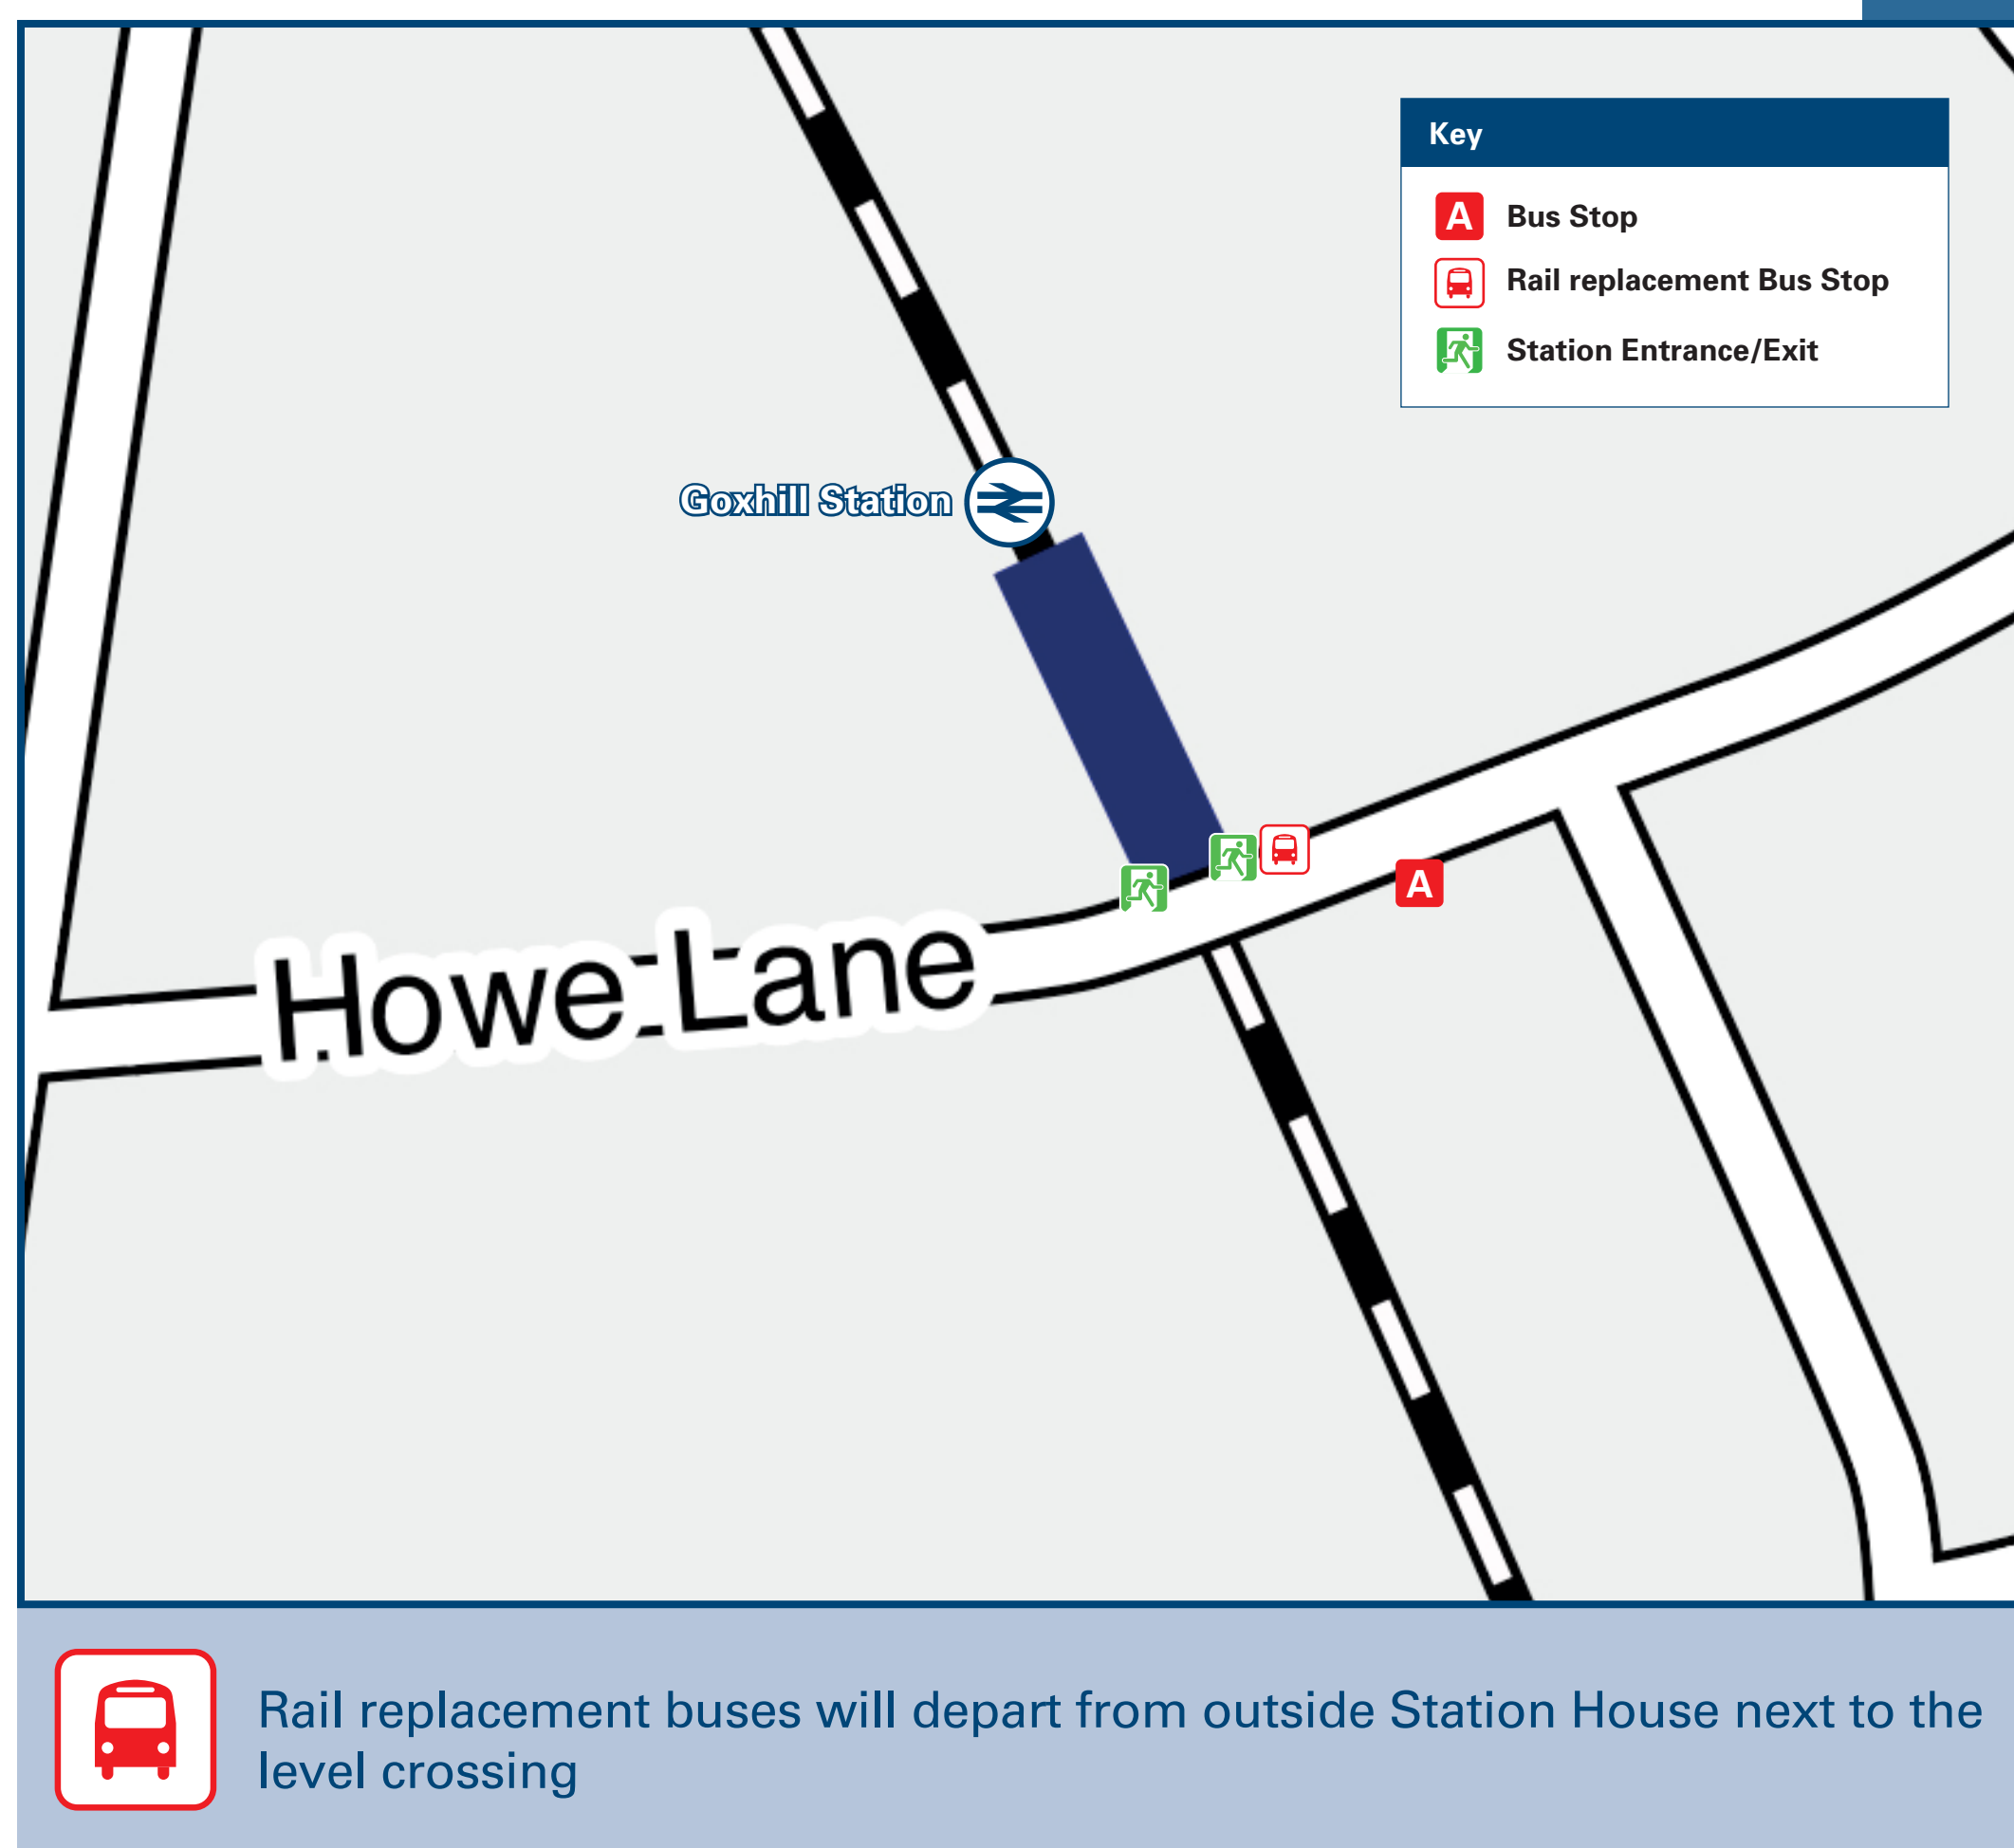 Key
A Bus Stop
Rail replacement Bus Stop
Station Entrance/Exit
Goxhill Station
A
Howe Lane
Rail replacement buses will depart from outside Station House next to the
level crossing